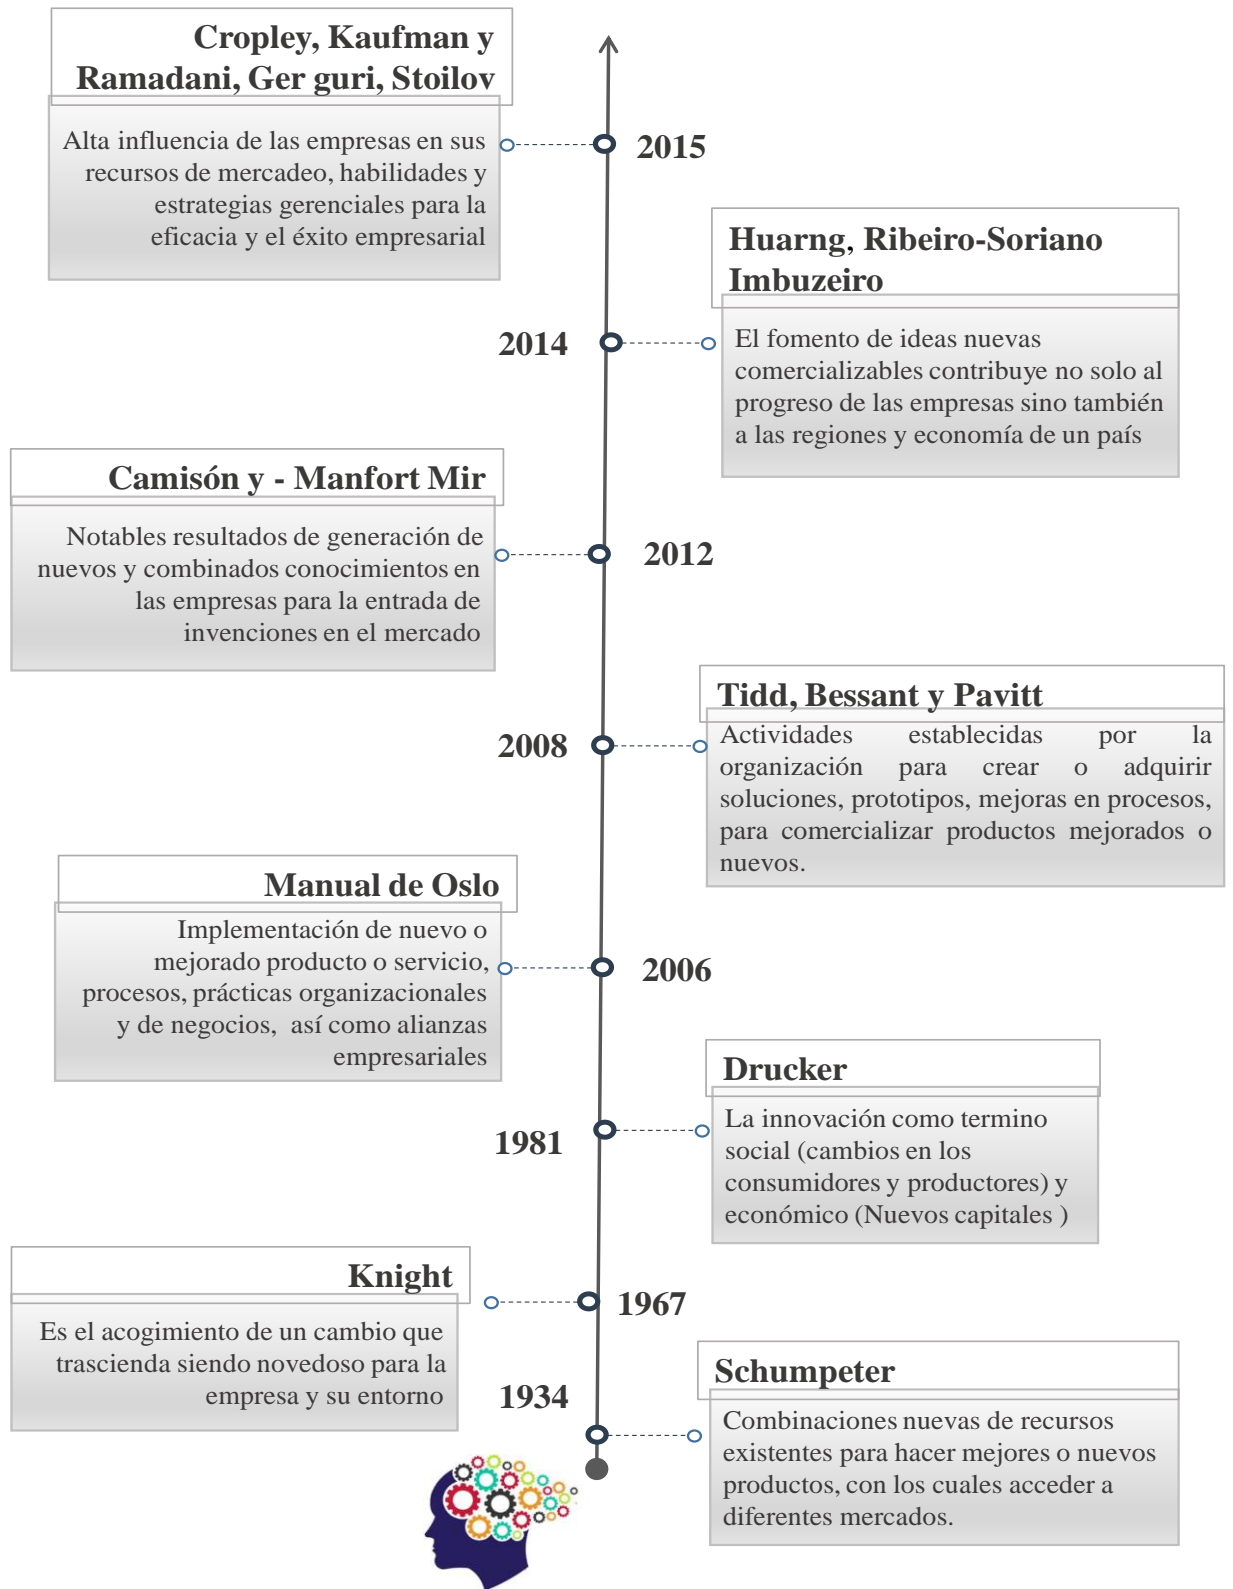 Cropley, Kaufman y
Ramadani, Ger guri, Stoilov
Alta influencia de las empresas en sus
recursos de mercadeo, habilidades y
estrategias gerenciales para la
eficacia y el éxito empresarial
2015
Huarng, Ribeiro-Soriano
Imbuzeiro
El fomento de ideas nuevas
comercializables contribuye no solo al
progreso de las empresas sino también
a las regiones y economía de un país
2014
Camisón y - Manfort Mir
Notables resultados de generación de
nuevos y combinados conocimientos en
las empresas para la entrada de
invenciones en el mercado
2012
Tidd, Bessant y Pavitt
Actividades establecidas por la
organización para crear o adquirir
soluciones, prototipos, mejoras en procesos,
para comercializar productos mejorados o
nuevos.
2008
Manual de Oslo
Implementación de nuevo o
mejorado producto o servicio,
procesos, prácticas organizacionales
y de negocios, así como alianzas
empresariales
2006
Drucker
La innovación como termino
social (cambios en los
consumidores y productores) y
económico (Nuevos capitales )
1981
Knight
Es el acogimiento de un cambio que
trascienda siendo novedoso para la
empresa y su entorno
1967
Schumpeter
Combinaciones nuevas de recursos
existentes para hacer mejores o nuevos
productos, con los cuales acceder a
diferentes mercados.
1934